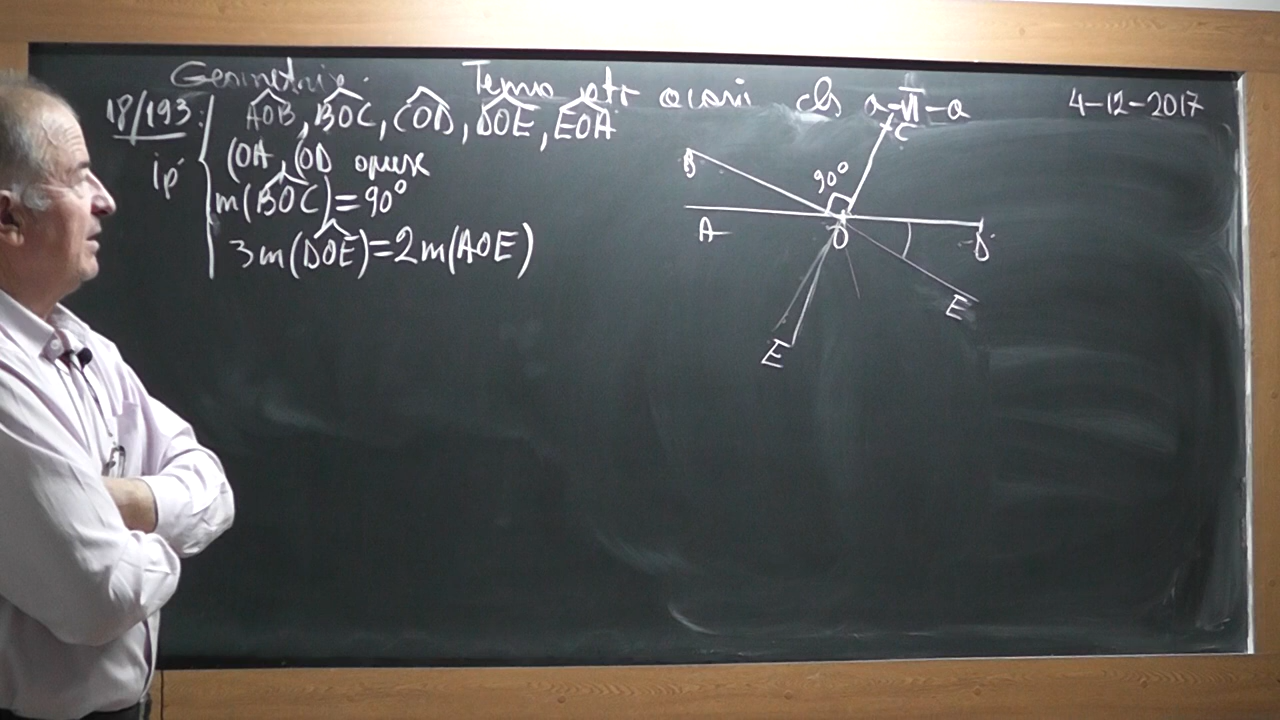 Geometrie. Tema ptr acasă cls a-VI-a 4-12-2017
18/193: AOB, BOC, COD, DOE, EOA
ip (OA, (OD opuse
m(BOC)=90°
3m(DOE)=2m(AOE)
B
C
90°
A
O
D
E
E